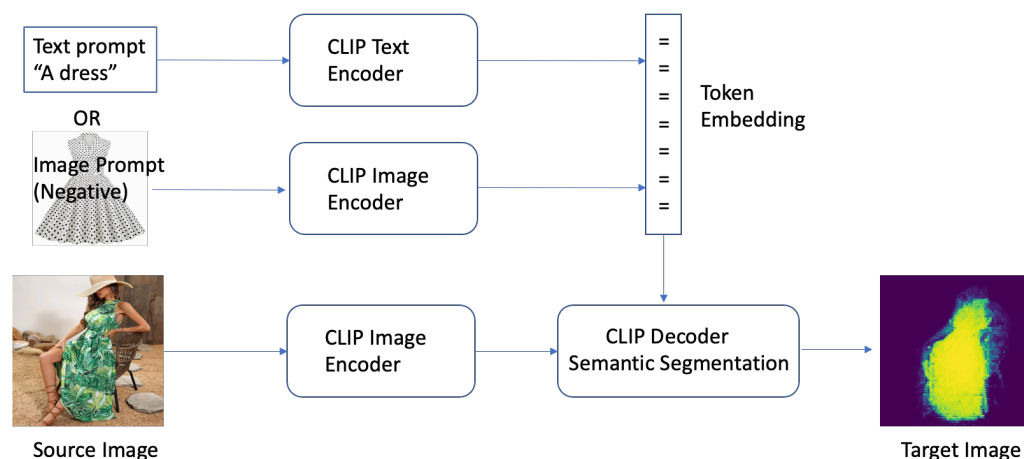 Text prompt
“A dress”
CLIP Text
Encoder
OR
Image Prompt
(Negative)
CLIP Image
Encoder
=
=
=
=
=
=
=
Token
Embedding
CLIP Image
Encoder
CLIP Decoder
Semantic Segmentation
Source Image
Target Image